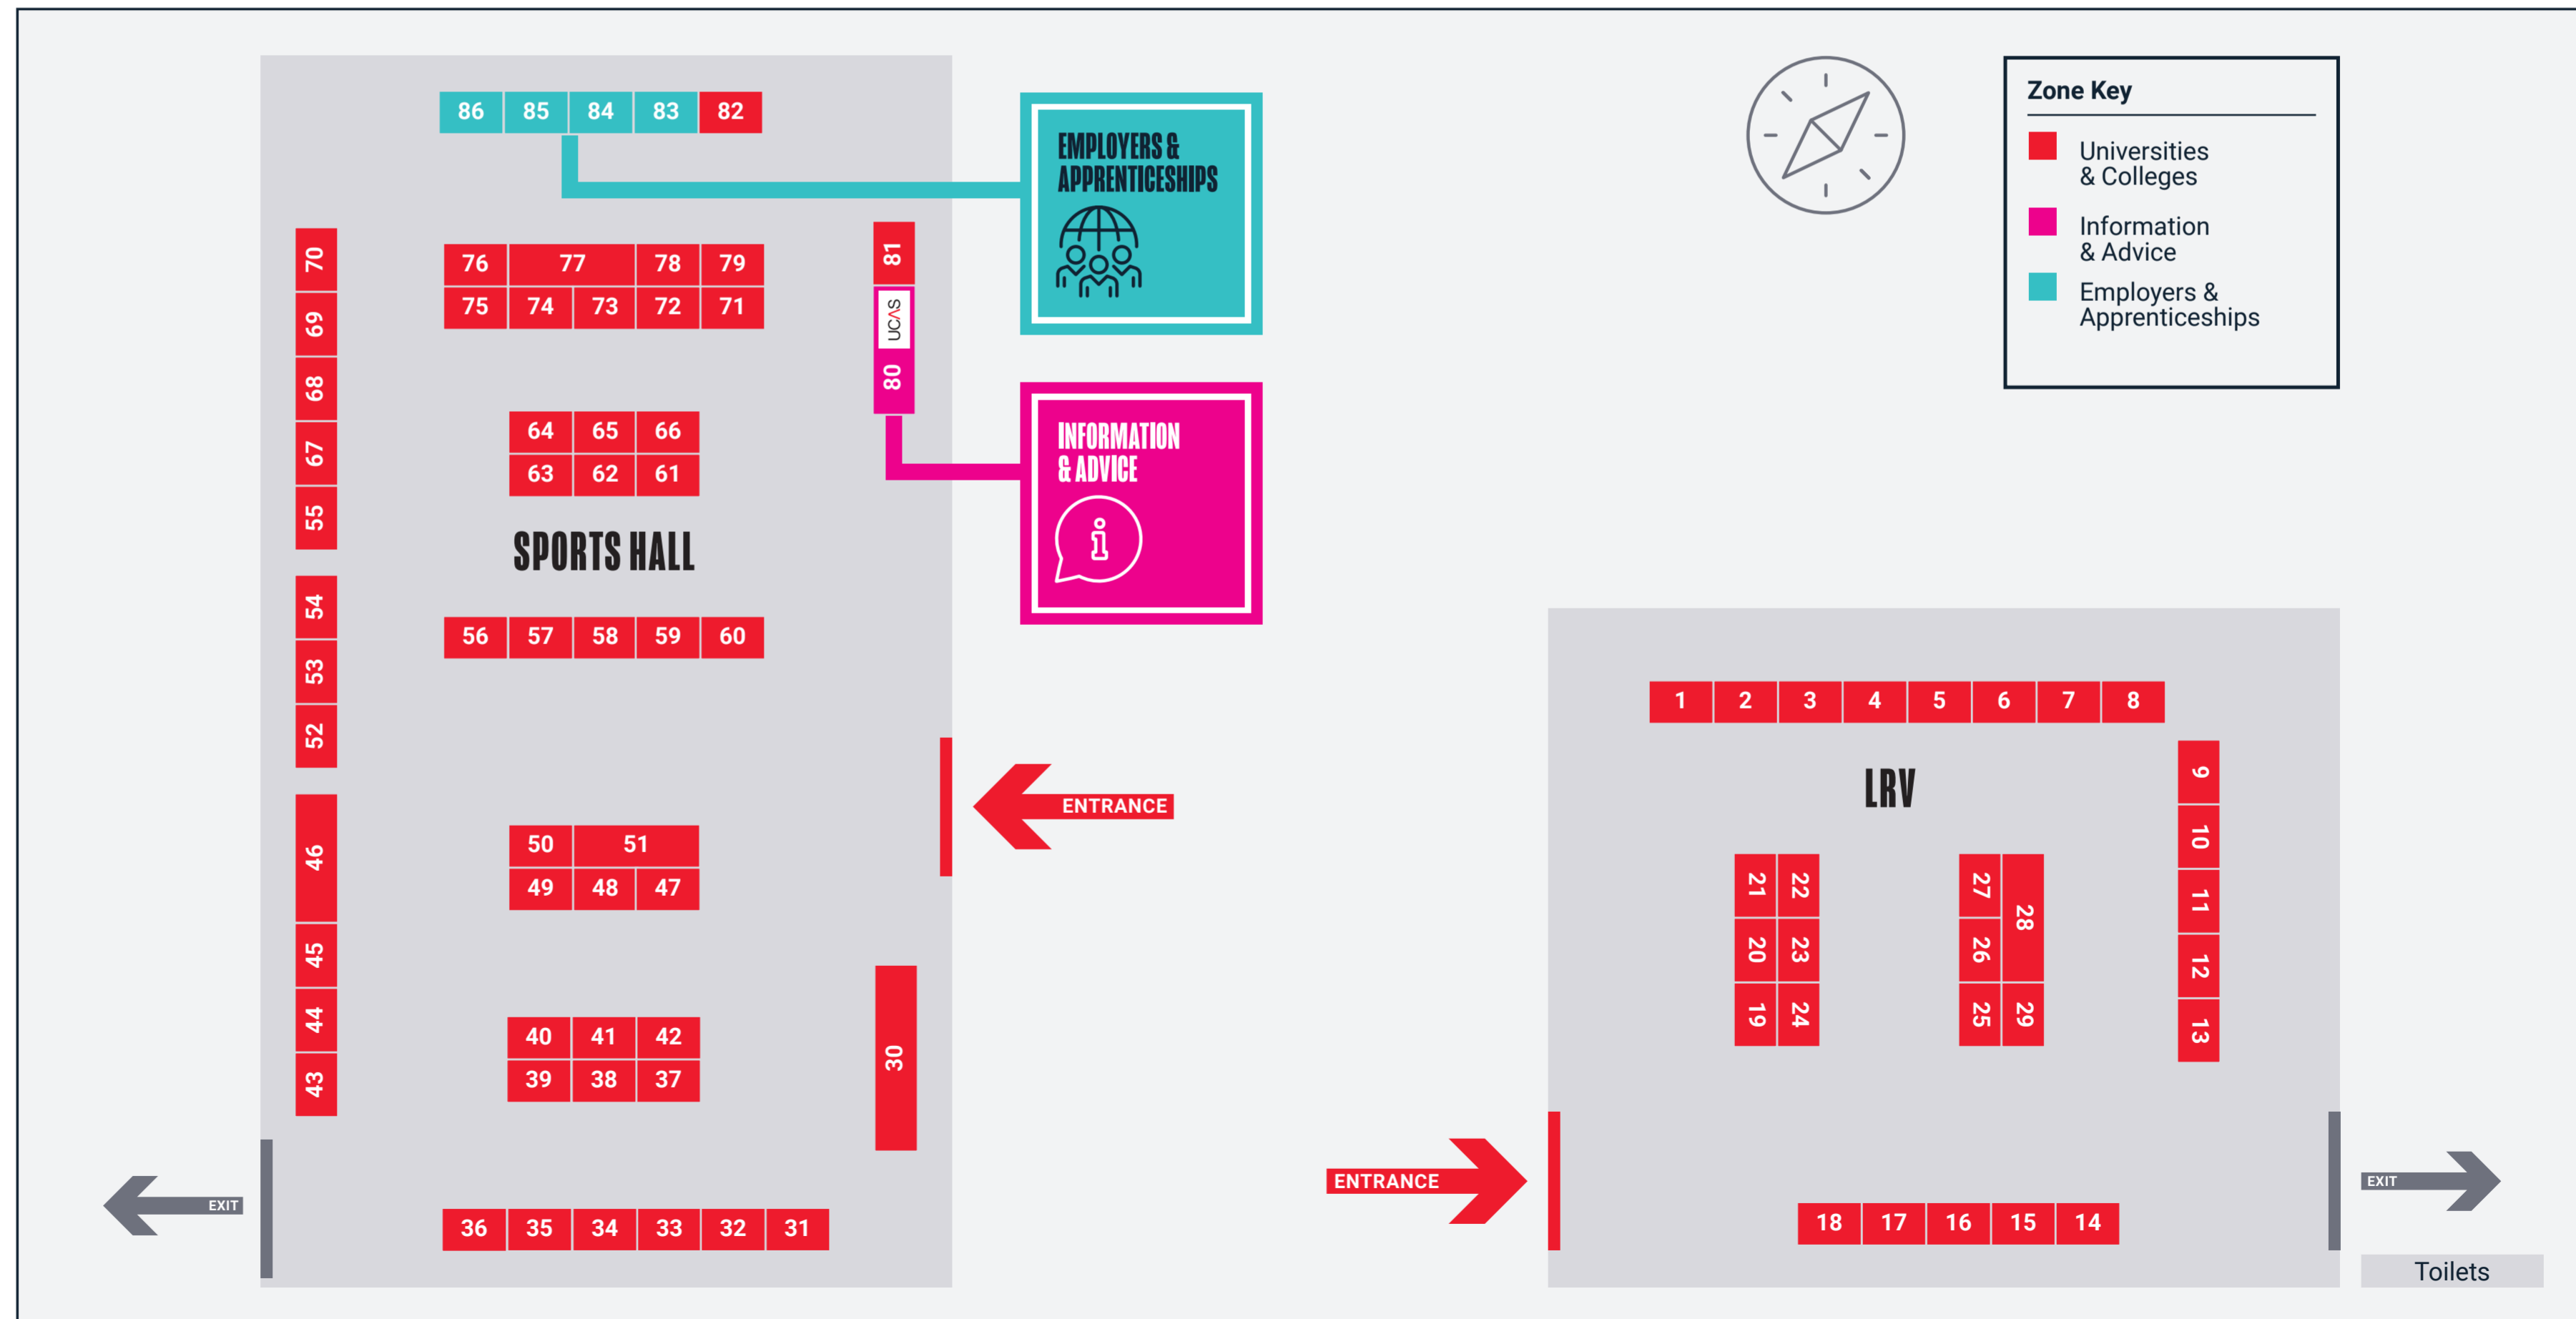 86 85 84 83 82
EMPLOYERS &
APPRENTICESHIPS
Zone Key
Universities
& Colleges
Information
& Advice
Employers &
Apprenticeships
70
69
68
67
55
76 77 78 79
75 74 73 72 71
81
UCAS
80
64 65 66
63 62 61
INFORMATION
& ADVICE
i
SPORTS HALL
54
53
52
56 57 58 59 60
ENTRANCE
46
45
44
43
50 51
49 48 47
40 41 42
39 38 37
30
EXIT
36 35 34 33 32 31
1 2 3 4 5 6 7 8
LRV
9
10
11
12
13
21 22
20 23
19 24
27 28
26
25 29
ENTRANCE
18 17 16 15 14
EXIT
Toilets